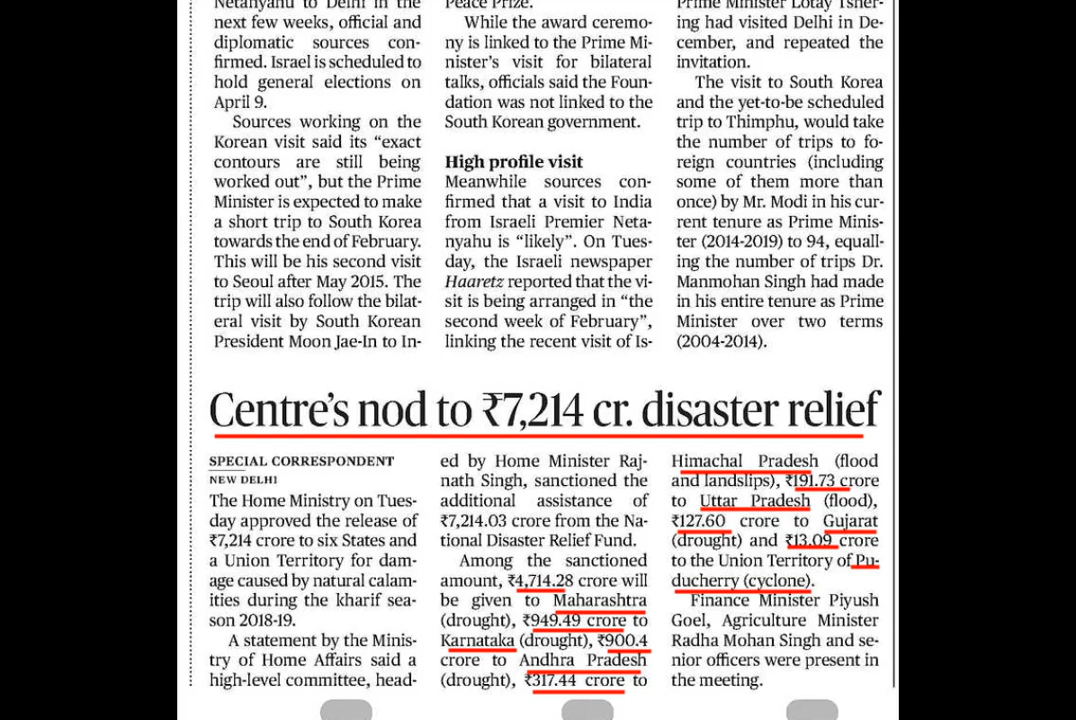 Netanyahu to Delhi in the
next few weeks, official and
diplomatic sources con-
firmed. Israel is scheduled to
hold general elections on
April 9.
Sources working on the
Korean visit said its “exact
contours are still being
worked out”, but the Prime
Minister is expected to make
a short trip to South Korea
towards the end of February.
This will be his second visit
to Seoul after May 2015. The
trip will also follow the bilat-
eral visit by South Korean
President Moon Jae-In to In-
Peace Prize.
While the award ceremo-
ny is linked to the Prime Mi-
nister’s visit for bilateral
talks, officials said the Foun-
dation was not linked to the
South Korean government.
High profile visit
Meanwhile sources con-
firmed that a visit to India
from Israeli Premier Neta-
nyahu is “likely”. On Tues-
day, the Israeli newspaper
Haaretz reported that the vi-
sit is being arranged in “the
second week of February”,
linking the recent visit of Is-
Prime Minister Lotay Tsher-
ing had visited Delhi in De-
cember, and repeated the
invitation.
The visit to South Korea
and the yet-to-be scheduled
trip to Thimphu, would take
the number of trips to fo-
reign countries (including
some of them more than
once) by Mr. Modi in his cur-
rent tenure as Prime Minis-
ter (2014-2019) to 94, equall-
ing the number of trips Dr.
Manmohan Singh had made
in his entire tenure as Prime
Minister over two terms
(2004-2014).
Centre’s nod to ₹7,214 cr. disaster relief
SPECIAL CORRESPONDENT
NEW DELHI
The Home Ministry on Tues-
day approved the release of
₹7,214 crore to six States and
a Union Territory for dam-
age caused by natural calam-
ities during the kharif sea-
son 2018-19.
A statement by the Minis-
try of Home Affairs said a
high-level committee, head-
ed by Home Minister Raj-
nath Singh, sanctioned the
additional assistance of
₹7,214.03 crore from the Na-
tional Disaster Relief Fund.
Among the sanctioned
amount, ₹4,714.28 crore will
be given to Maharashtra
(drought), ₹949.49 crore to
Karnataka (drought), ₹900.4
crore to Andhra Pradesh
(drought), ₹317.44 crore to
Himachal Pradesh (flood
and landslips), ₹191.73 crore
to Uttar Pradesh (flood),
₹127.60 crore to Gujarat
(drought) and ₹13.09 crore
to the Union Territory of Pu-
ducherry (cyclone).
Finance Minister Piyush
Goel, Agriculture Minister
Radha Mohan Singh and se-
nior officers were present in
the meeting.